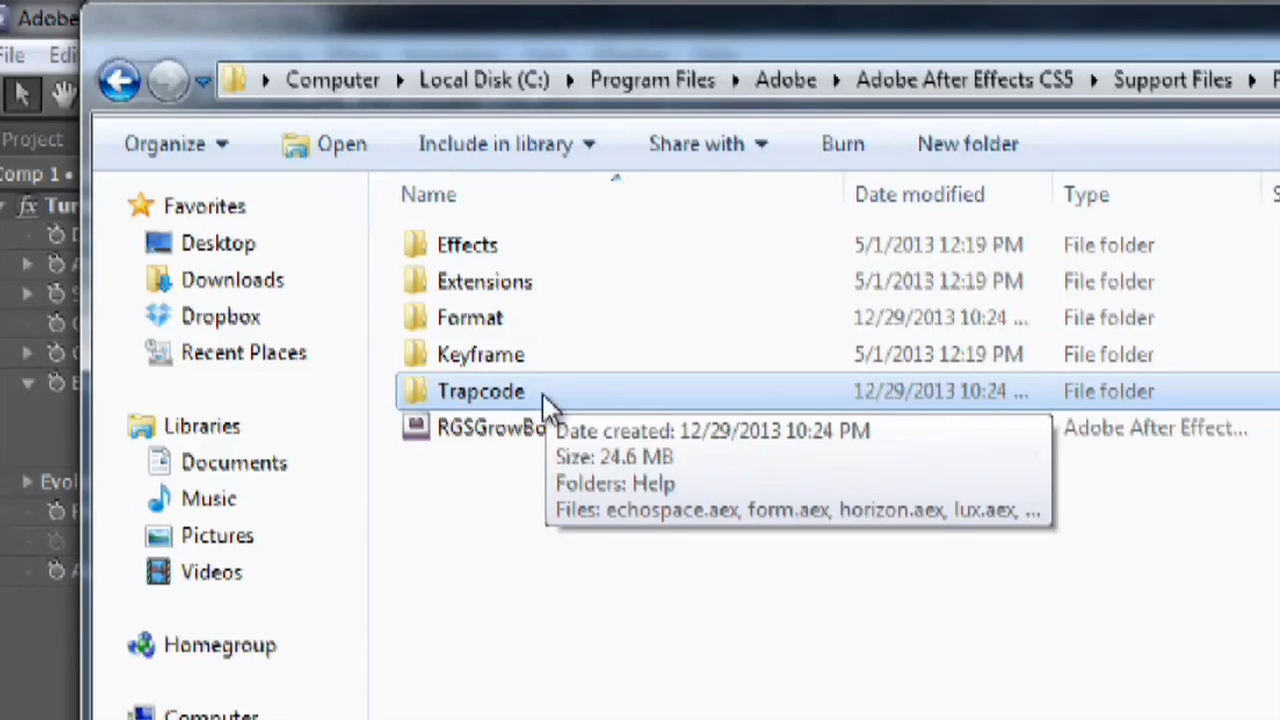 Adobe
File Edi
Computer Local Disk (C:) Program Files Adobe Adobe After Effects CS5 Support Files
Organize Open Include in library Share with Burn New folder
Project
Comp 1
fx Tur
Favorites
Desktop
Downloads
Dropbox
Recent Places
Libraries
Documents
Music
Pictures
Videos
Homegroup
Computer
Evol
Name Date modified Type
Effects 5/1/2013 12:19 PM File folder
Extensions 5/1/2013 12:19 PM File folder
Format 12/29/2013 10:24 ... File folder
Keyframe 5/1/2013 12:19 PM File folder
Trapcode 12/29/2013 10:24 ... File folder
RGSGrowBo Adobe After Effect...
Date created: 12/29/2013 10:24 PM
Size: 24.6 MB
Folders: Help
Files: echospace.aex, form.aex, horizon.aex, lux.aex, ...